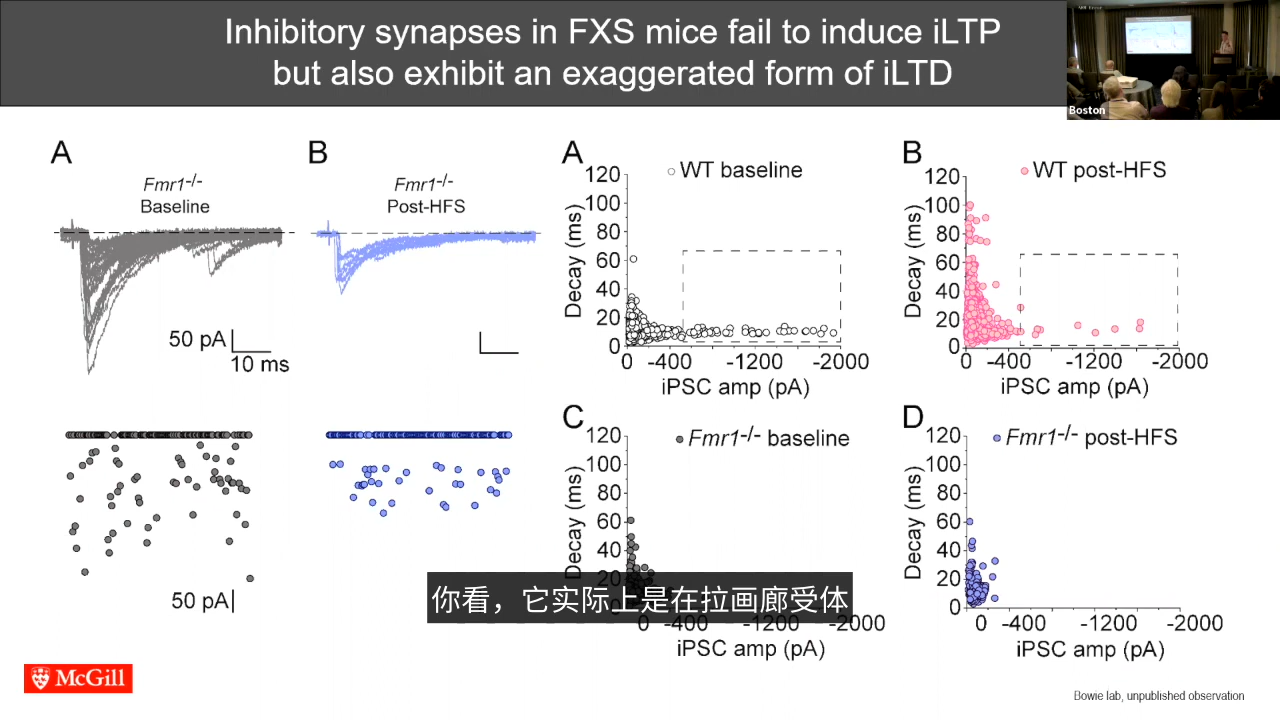 Inhibitory synapses in FXS mice fail to induce iLTP
but also exhibit an exaggerated form of iLTD
Boston
A
Fmr1-/-
Baseline
50 pA
10 ms
50 pA
B
Fmr1-/-
Post-HFS
A
WT baseline
120
100
80
60
40
20
0
Decay (ms)
0 -400 -1200 -2000
iPSC amp (pA)
B
WT post-HFS
120
100
80
60
40
20
0
Decay (ms)
0 -400 -1200 -2000
iPSC amp (pA)
C
Fmr1-/- baseline
120
100
80
60
40
20
0
Decay (ms)
0 -400 -1200 -2000
iPSC amp (pA)
D
Fmr1-/- post-HFS
120
100
80
60
40
20
0
Decay (ms)
0 -400 -1200 -2000
iPSC amp (pA)
你看，它实际上是在拉画廊受体
McGill
Bowie lab, unpublished observation